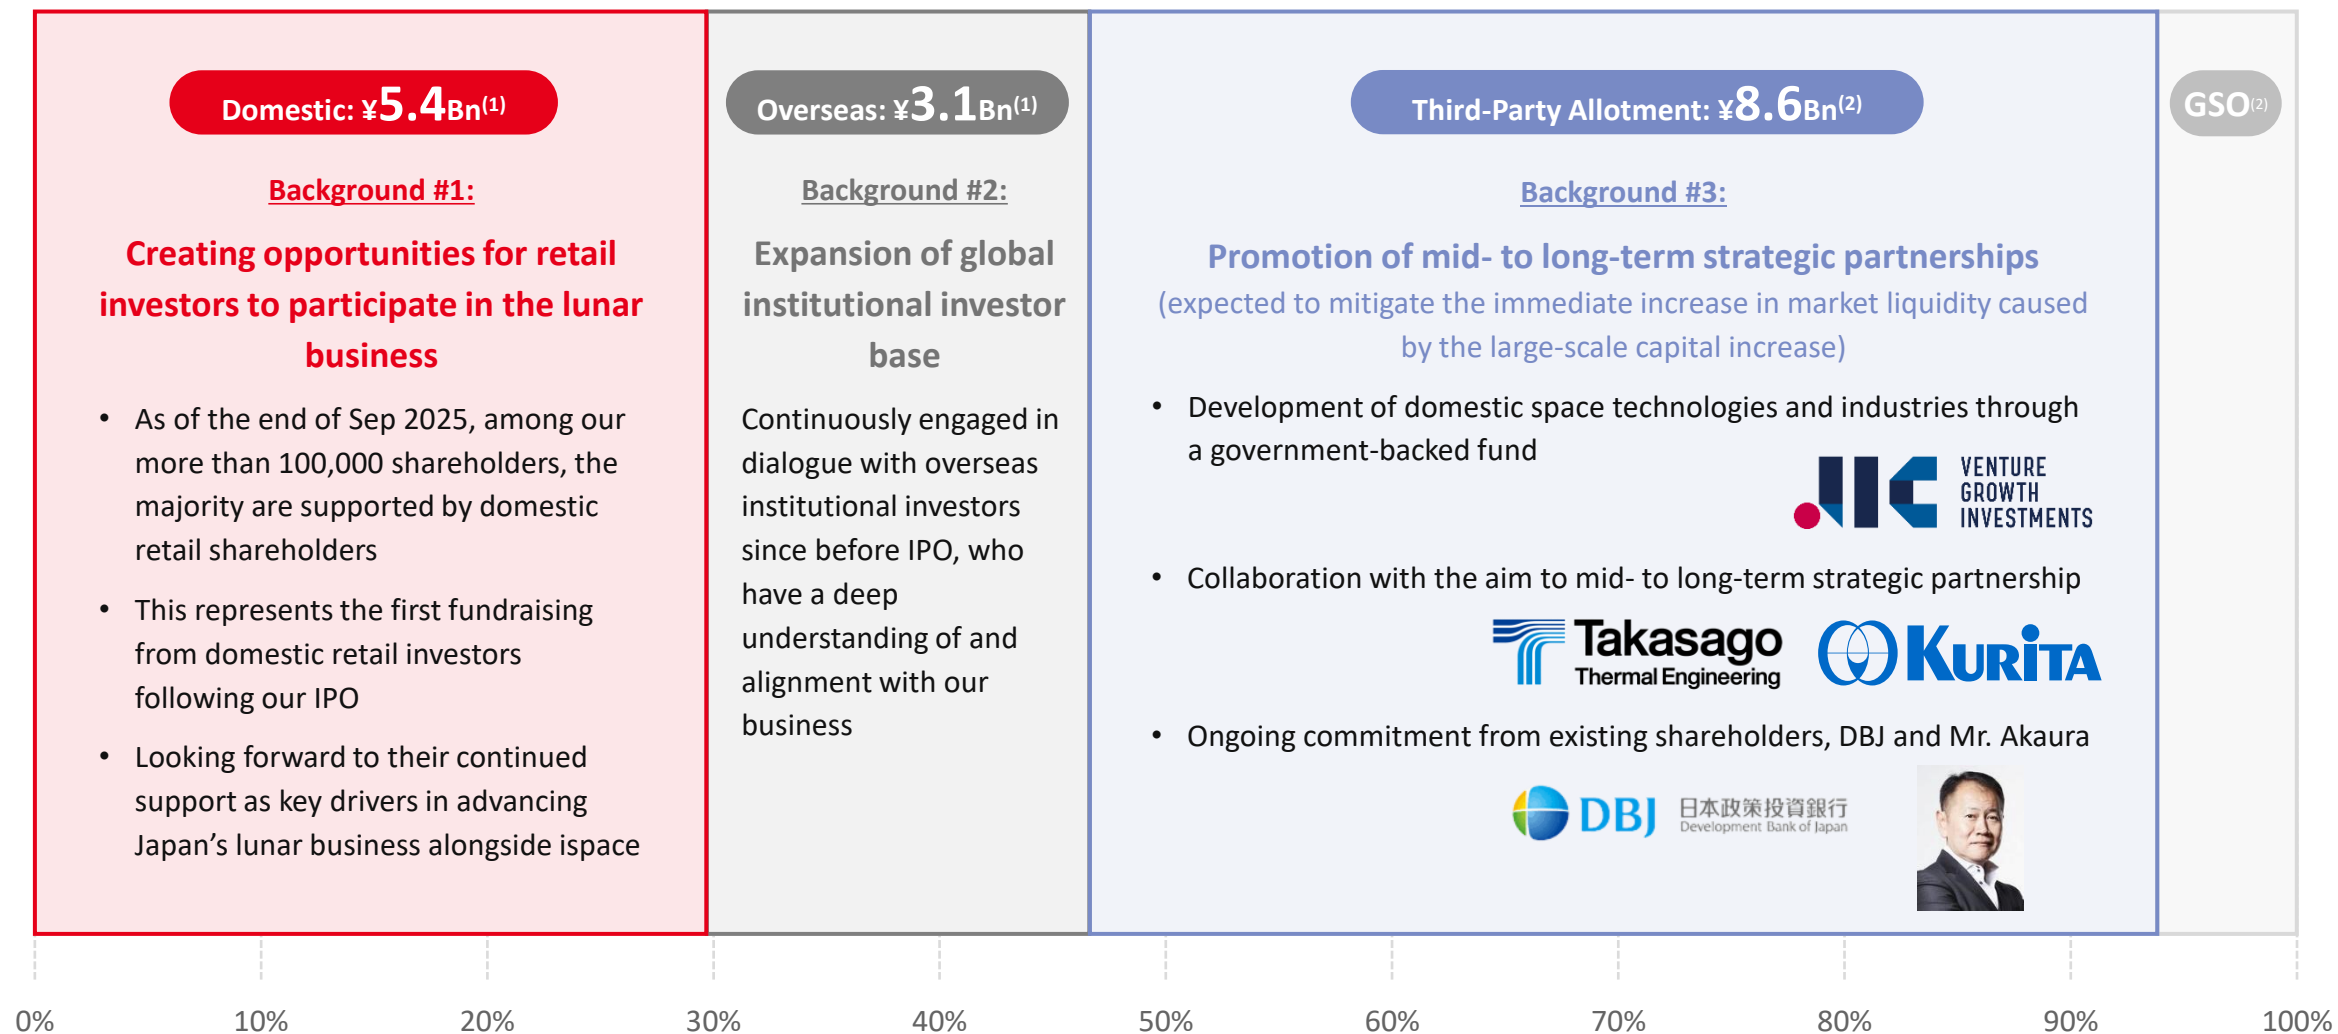 Domestic: ¥5.4Bn(1)
Background #1:
Creating opportunities for retail
investors to participate in the lunar
business
• As of the end of Sep 2025, among our
more than 100,000 shareholders, the
majority are supported by domestic
retail shareholders
• This represents the first fundraising
from domestic retail investors
following our IPO
• Looking forward to their continued
support as key drivers in advancing
Japan’s lunar business alongside ispace
Overseas: ¥3.1Bn(1)
Background #2:
Expansion of global
institutional investor
base
Continuously engaged in
dialogue with overseas
institutional investors
since before IPO, who
have a deep
understanding of and
alignment with our
business
Third-Party Allotment: ¥8.6Bn(2)
Background #3:
Promotion of mid- to long-term strategic partnerships
(expected to mitigate the immediate increase in market liquidity caused
by the large-scale capital increase)
• Development of domestic space technologies and industries through
a government-backed fund
JIC
VENTURE
GROWTH
INVESTMENTS
• Collaboration with the aim to mid- to long-term strategic partnership
Takasago
Thermal Engineering
KURITA
• Ongoing commitment from existing shareholders, DBJ and Mr. Akaura
DBJ
日本政策投資銀行
Development Bank of Japan
GSO(2)
0% 10% 20% 30% 40% 50% 60% 70% 80% 90% 100%